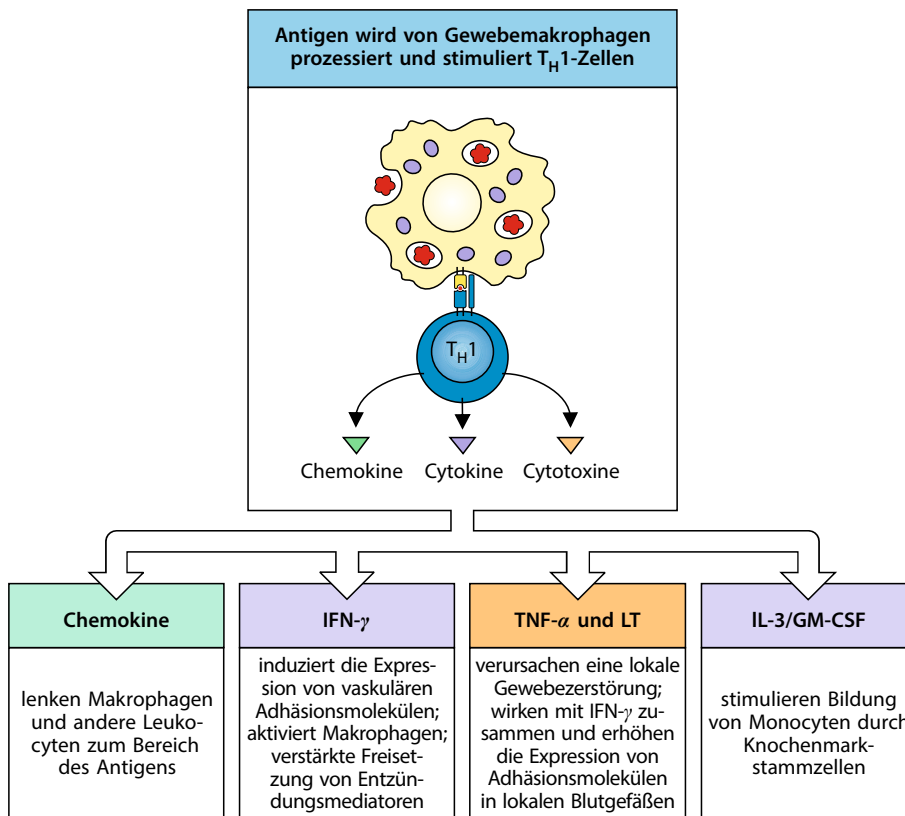 Antigen wird von Gewebemakrophagen
prozessiert und stimuliert TH1-Zellen
TH1
Chemokine
Cytokine
Cytotoxine
Chemokine
lenken Makrophagen
und andere Leuko-
cyten zum Bereich
des Antigens
IFN-γ
induziert die Expres-
sion von vaskulären
Adhäsionsmolekülen;
aktiviert Makrophagen;
verstärkte Freiset-
zung von Entzün-
dungsmediatoren
TNF-α und LT
verursachen eine lokale
Gewebezerstörung;
wirken mit IFN-γ zu-
sammen und erhöhen
die Expression von
Adhäsionsmolekülen
in lokalen Blutgefäßen
IL-3/GM-CSF
stimulieren Bildung
von Monocyten durch
Knochenmark-
stammzellen